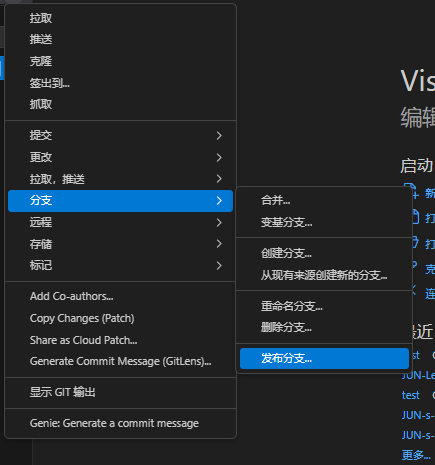 拉取
推送
克隆
签出到...
抓取
提交
更改
拉取，推送
分支
远程
存储
标记
Add Co-authors...
Copy Changes (Patch)
Share as Cloud Patch...
Generate Commit Message (GitLens)...
显示 GIT 输出
Genie: Generate a commit message
合并...
变基分支...
创建分支...
从现有来源创建新的分支...
重命名分支...
删除分支...
发布分支...
Vis
编辑
启动
新
打
打
克
连
最近
test
JUN-Le
test
JUN-s-
JUN-s-
更多...